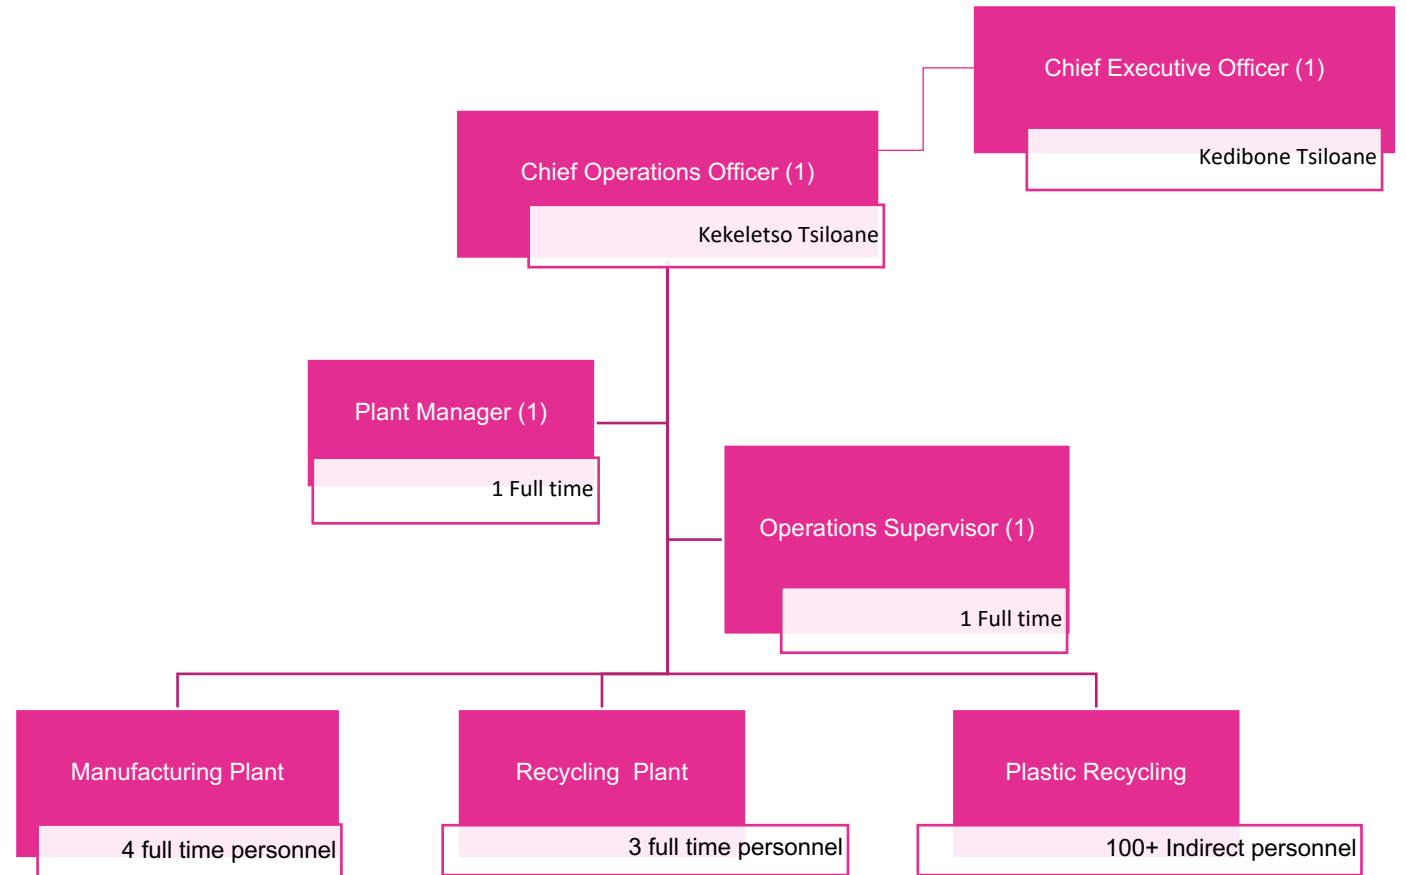 Chief Executive Officer (1)
Kedibone Tsiloane
Chief Operations Officer (1)
Kekeletso Tsiloane
Plant Manager (1)
1 Full time
Operations Supervisor (1)
1 Full time
Manufacturing Plant
4 full time personnel
Recycling  Plant
3 full time personnel
Plastic Recycling
100+ Indirect personnel